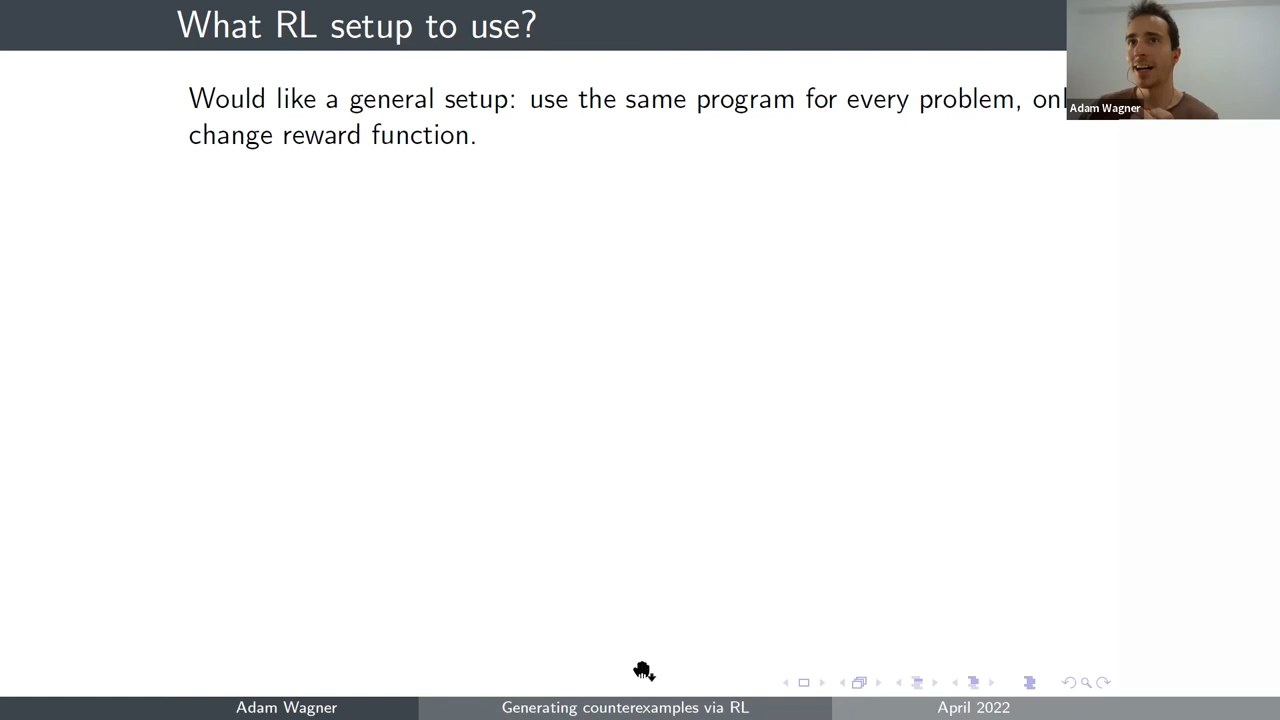 What RL setup to use?
Would like a general setup: use the same program for every problem,
change reward function.
Adam Wagner
Adam Wagner
Generating counterexamples via RL
April 2022